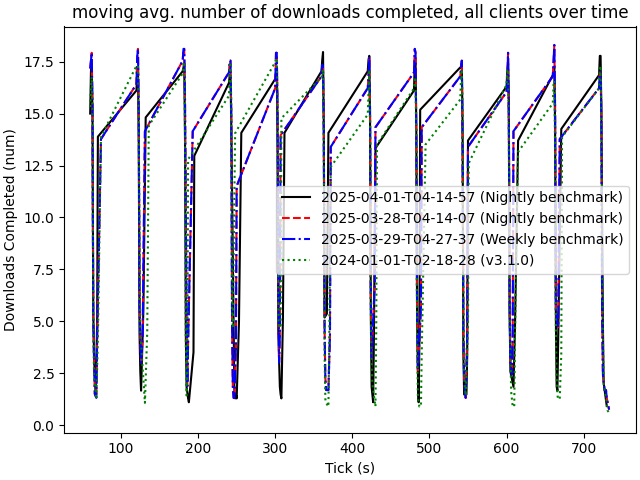 moving avg. number of downloads completed, all clients over time
Downloads Completed (num)
17.5
15.0
12.5
10.0
7.5
5.0
2.5
0.0
2025-04-01-T04-14-57 (Nightly benchmark)
2025-03-28-T04-14-07 (Nightly benchmark)
2025-03-29-T04-27-37 (Weekly benchmark)
2024-01-01-T02-18-28 (v3.1.0)
100 200 300 400 500 600 700
Tick (s)